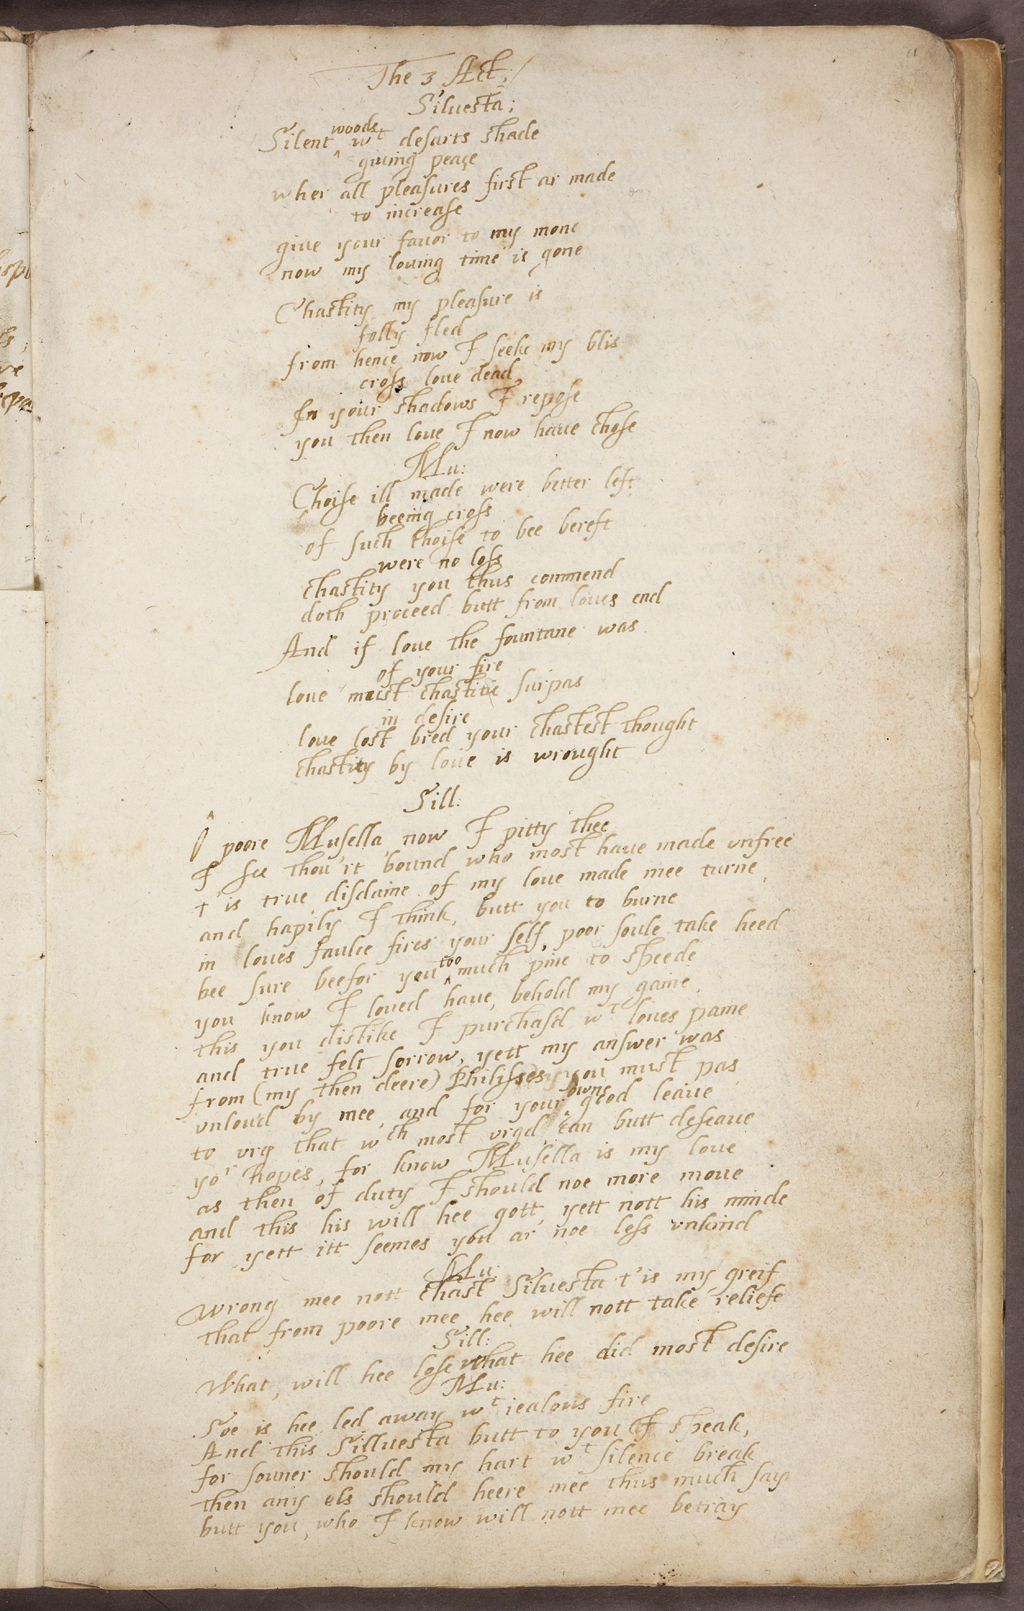 The 3 Act;/
Siluesta;
Silent woods wt desarts shade
giuing peace
wher all pleasures first ar made
to increase
giue your fauor to my mone
now my louing time is gone
Chastity my pleasure is
folly fled
from hence now I seeke my blis
cross loue dead,
In your shadows I repose
you then loue I now haue chose
Mu:
Choise ill made were better left
beeing cross
of such choise to bee bereft
were no loss
chastity you thus commend
doth proceed butt from loues end
And if loue the fountane was
of your fire
loue must chastitie surpas
in desire
loue lost bred your chastest thought
chastity by loue is wrought
Sill:
O poore Musella now I pitty thee
I see thou'rt bound who most haue made unfree
t'is true disdaine of my loue made mee turne,
and hapily I think, butt you to burne
in loues faulce fires your self, poor soule take heed
bee sure beefor you too much pine to speede
you know I loued haue, behold my gaine,
this you dislike I purchasd wt loues paine
and true felt sorrow, yett my answer was
from (my then deere) Philisses you must pas
unlou'd by mee, and for your owne good leaue
to urg that wch most urgd, can butt deseaue
yor hopes, for know Musella is my loue
as then of duty I should noe more moue
and this his will hee gott, yett nott his minde
for yett itt seemes you ar noe less unkind
Mu:
Wrong mee nott chast Siluesta t'is my greif
that from poore mee hee will nott take reliefe
Sill:
What, will hee lose what hee did most desire
Mu:
Soe is hee led away wt iealous fire
And this Silluesta butt to you I speak,
for souner should my hart wt silence break
then any els should heere mee thus much say
butt you, who I know will nott mee betray